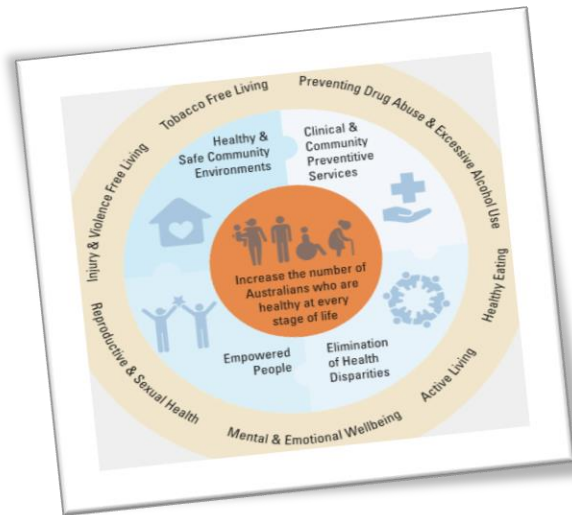 Tobacco Free Living
Preventing Drug Abuse & Excessive Alcohol Use
Healthy Eating
Active Living
Mental & Emotional Wellbeing
Reproductive & Sexual Health
Injury & Violence Free Living
Healthy &
Safe Community
Environments
Clinical &
Community
Preventitive
Services
Increase the number of
Australians who are
healthy at every
stage of life
Empowered
People
Elimination
of Health
Disparities